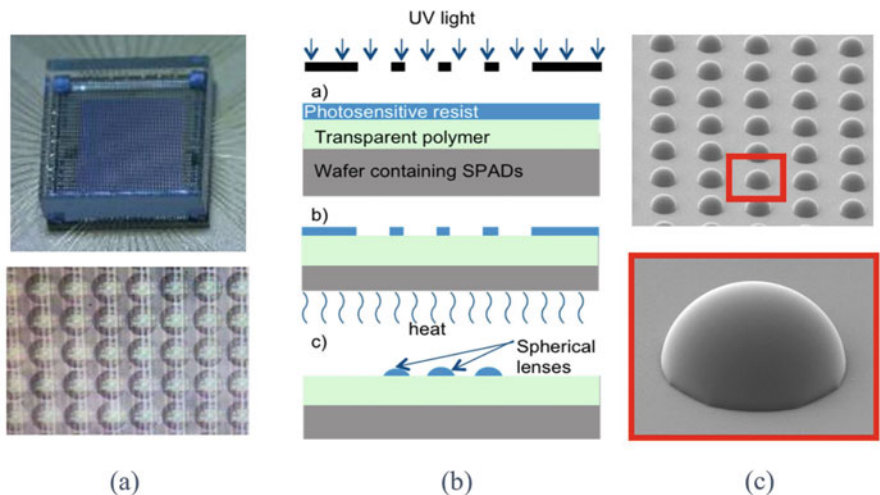 UV light
a)
Photosensitive resist
Transparent polymer
Wafer containing SPADs
b)
heat
c)
Spherical
lenses
(a)
(b)
(c)